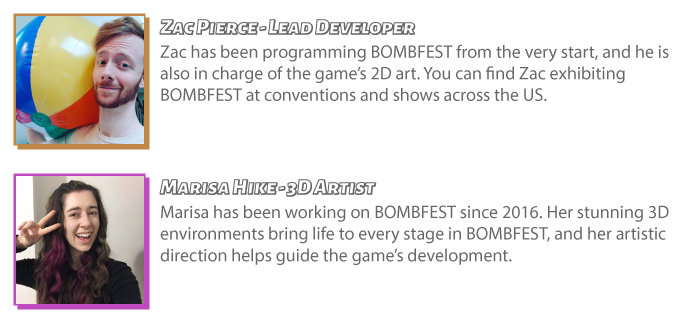 Zac Pierce - Lead Developer
Zac has been programming BOMBFEST from the very start, and he is
also in charge of the game's 2D art. You can find Zac exhibiting
BOMBFEST at conventions and shows across the US.
Marisa Hike - 3D Artist
Marisa has been working on BOMBFEST since 2016. Her stunning 3D
environments bring life to every stage in BOMBFEST, and her artistic
direction helps guide the game's development.